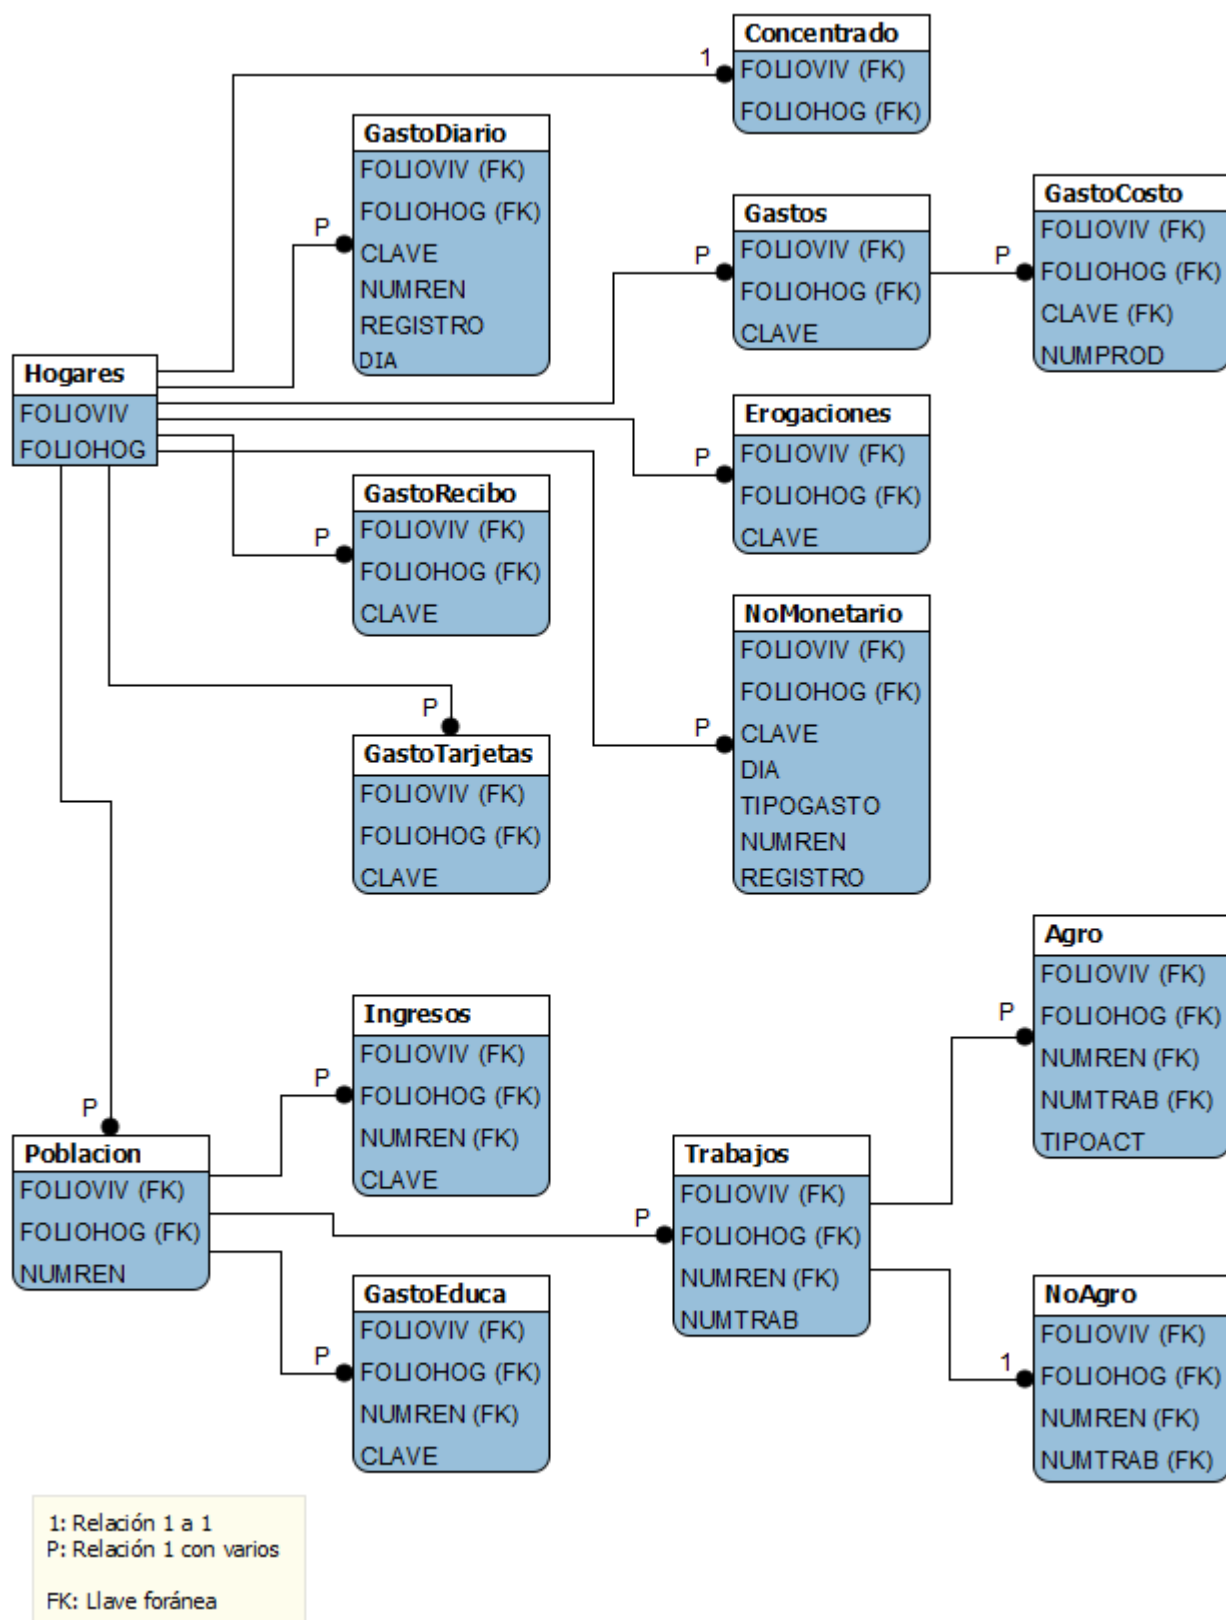 Concentrado
1
FOLIOVIV (FK)
FOLIOHOG (FK)
GastoDiario
FOLIOVIV (FK)
FOLIOHOG (FK)
P
CLAVE
NUMREN
REGISTRO
DIA
Gastos
FOLIOVIV (FK)
P
FOLIOHOG (FK)
CLAVE
GastoCosto
FOLIOVIV (FK)
P
FOLIOHOG (FK)
CLAVE (FK)
NUMPROD
Hogares
FOLIOVIV
FOLIOHOG
Erogaciones
FOLIOVIV (FK)
P
FOLIOHOG (FK)
CLAVE
GastoRecibo
FOLIOVIV (FK)
P
FOLIOHOG (FK)
CLAVE
NoMonetario
FOLIOVIV (FK)
FOLIOHOG (FK)
P
CLAVE
DIA
TIPOGASTO
NUMREN
REGISTRO
P
GastoTarjetas
FOLIOVIV (FK)
FOLIOHOG (FK)
CLAVE
Agro
FOLIOVIV (FK)
P
FOLIOHOG (FK)
NUMREN (FK)
NUMTRAB (FK)
TIPOACT
Ingresos
FOLIOVIV (FK)
P
FOLIOHOG (FK)
NUMREN (FK)
CLAVE
P
Poblacion
FOLIOVIV (FK)
FOLIOHOG (FK)
NUMREN
Trabajos
FOLIOVIV (FK)
P
FOLIOHOG (FK)
NUMREN (FK)
NUMTRAB
GastoEduca
FOLIOVIV (FK)
P
FOLIOHOG (FK)
NUMREN (FK)
CLAVE
NoAgro
FOLIOVIV (FK)
1
FOLIOHOG (FK)
NUMREN (FK)
NUMTRAB (FK)
1: Relación 1 a 1
P: Relación 1 con varios
FK: Llave foránea